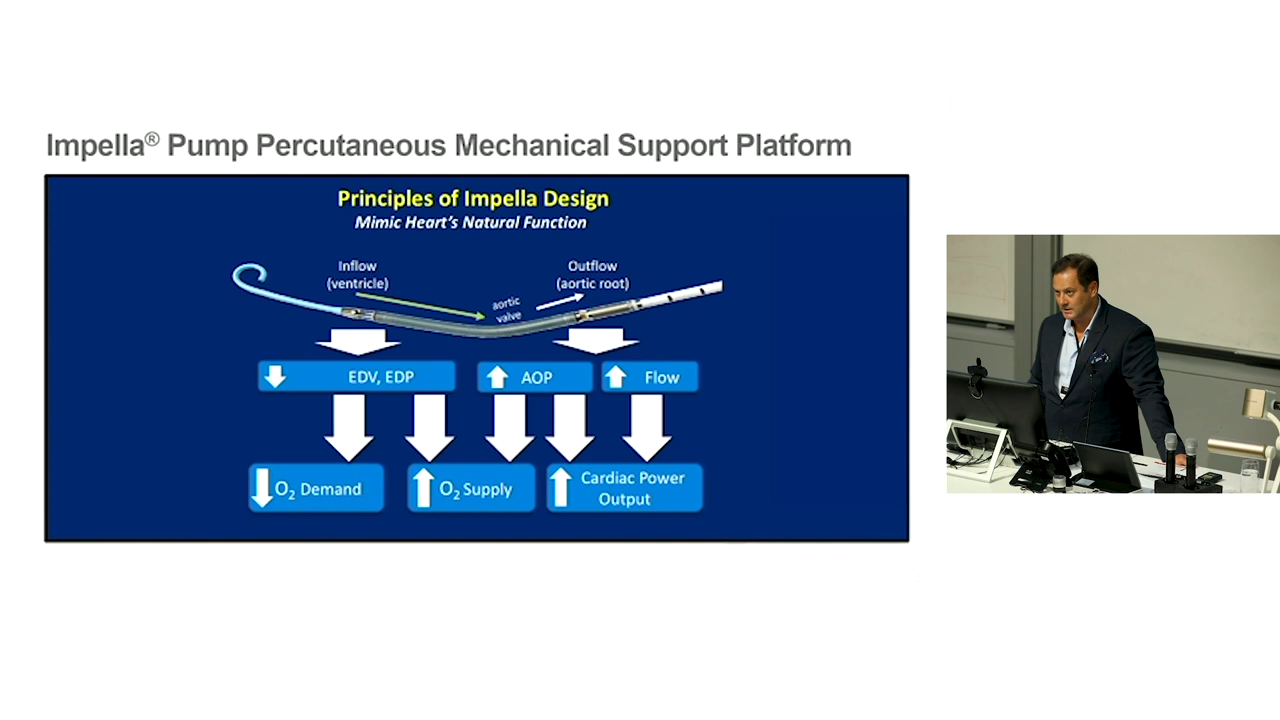 Impella® Pump Percutaneous Mechanical Support Platform
Principles of Impella Design
Mimic Heart's Natural Function
Inflow
(ventricle)
Outflow
(aortic root)
aortic
valve
EDV, EDP
AOP
Flow
O₂ Demand
O₂ Supply
Cardiac Power
Output